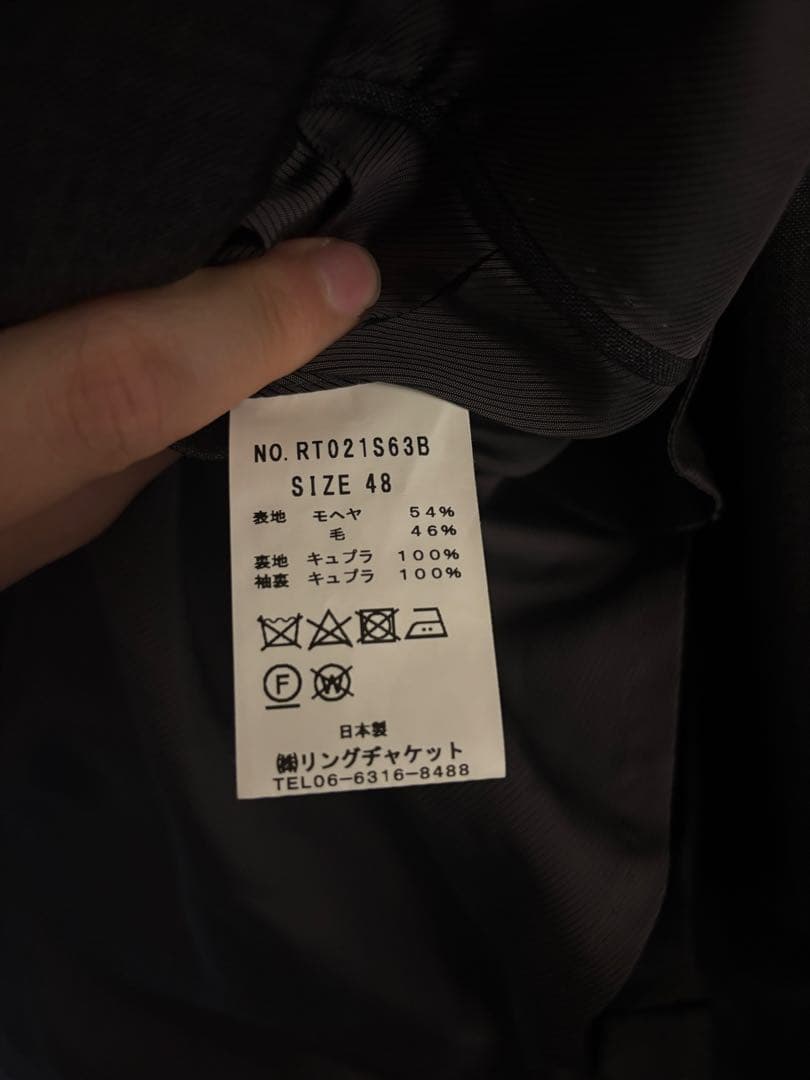 NO. RT021S63B
SIZE 48
表地 モヘヤ 54%
毛 46%
裏地 キュプラ 100%
袖裏 キュプラ 100%
F W
日本製
㈱リングヂャケット
TEL06-6316-8488